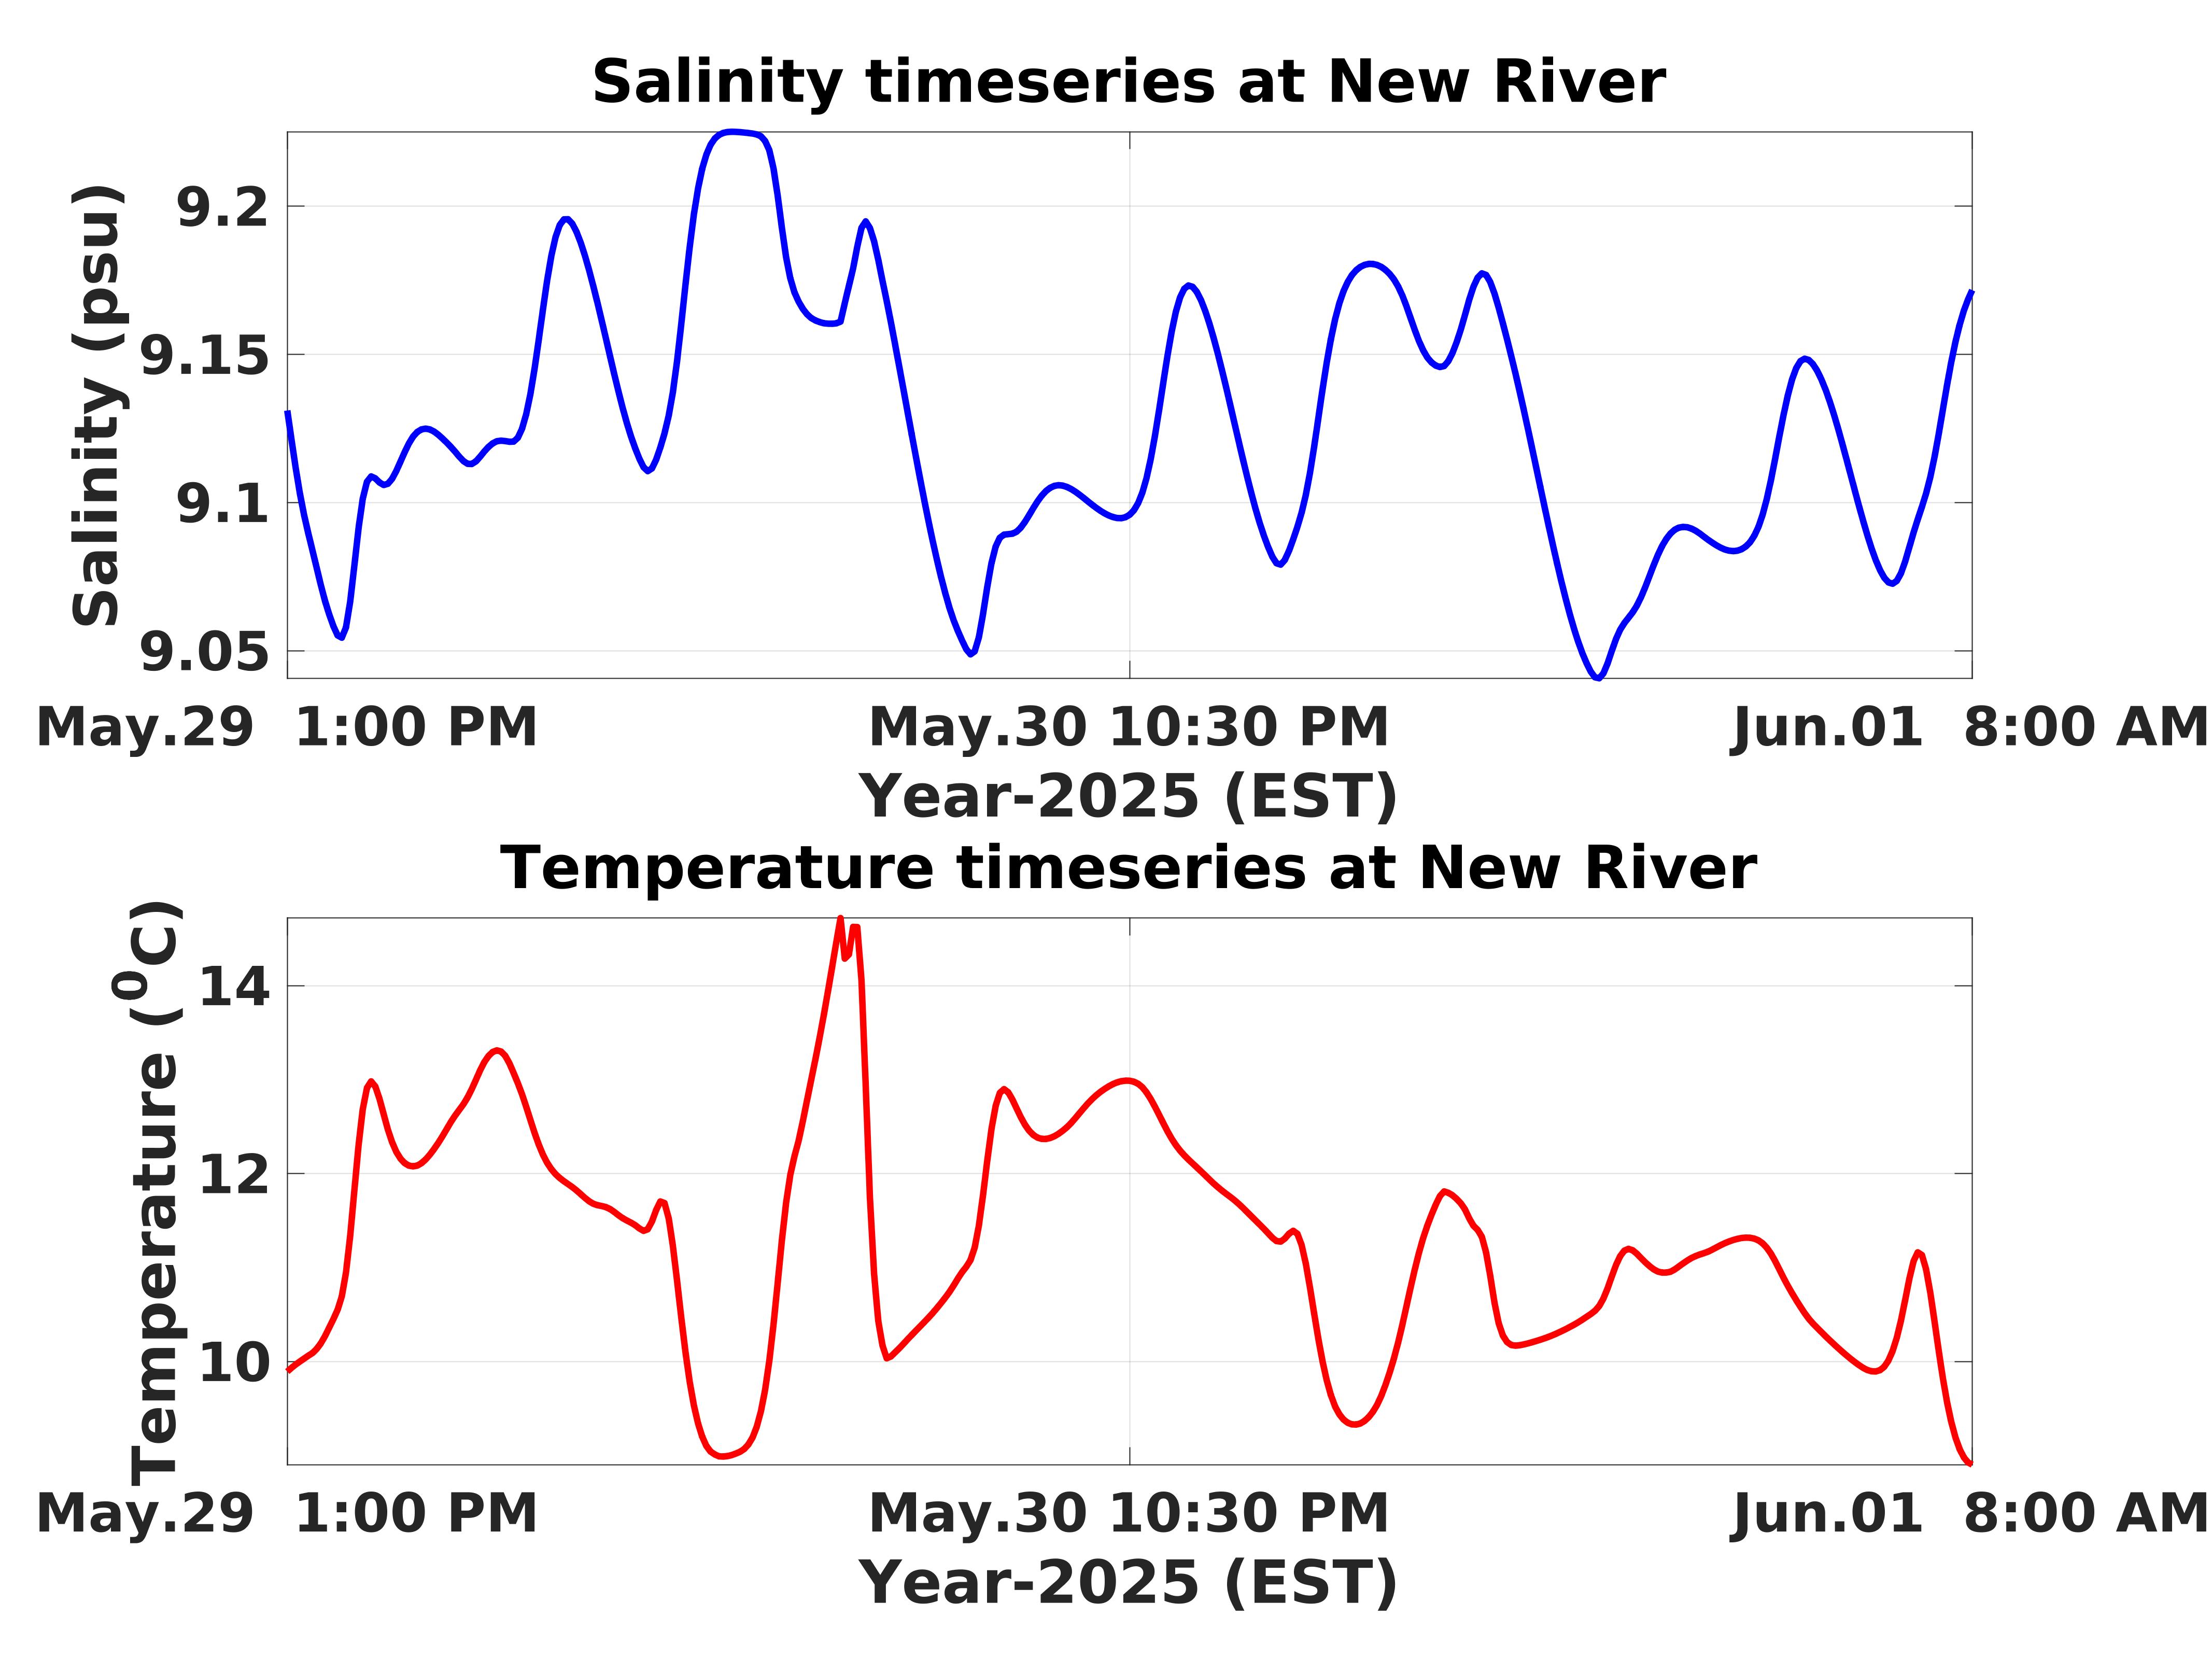 Salinity timeseries at New River
Salinity (psu)
9.2
9.15
9.1
9.05
May.29  1:00 PM
May.30 10:30 PM
Jun.01  8:00 AM
Year-2025 (EST)
Temperature timeseries at New River
Temperature (⁰C)
14
12
10
May.29  1:00 PM
May.30 10:30 PM
Jun.01  8:00 AM
Year-2025 (EST)